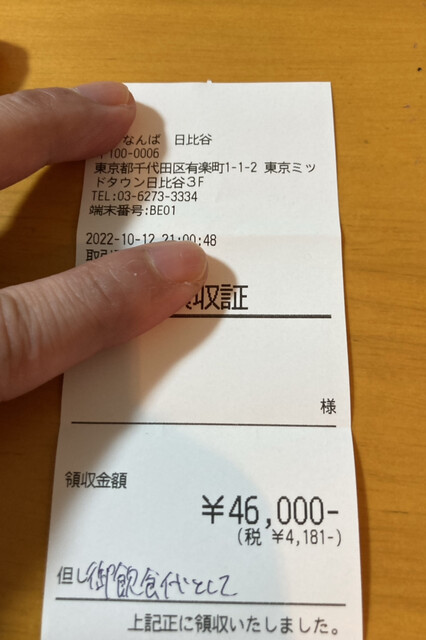 なんば 日比谷
〒100-0006
東京都千代田区有楽町1-1-2 東京ミッ
ドタウン日比谷3F
TEL:03-6273-3334
端末番号:BE01
2022-10-12 21:00:48
取引
収証
様
領収金額
￥46,000-
(税 ￥4,181-)
但し御飲食代として
上記正に領収いたしました。